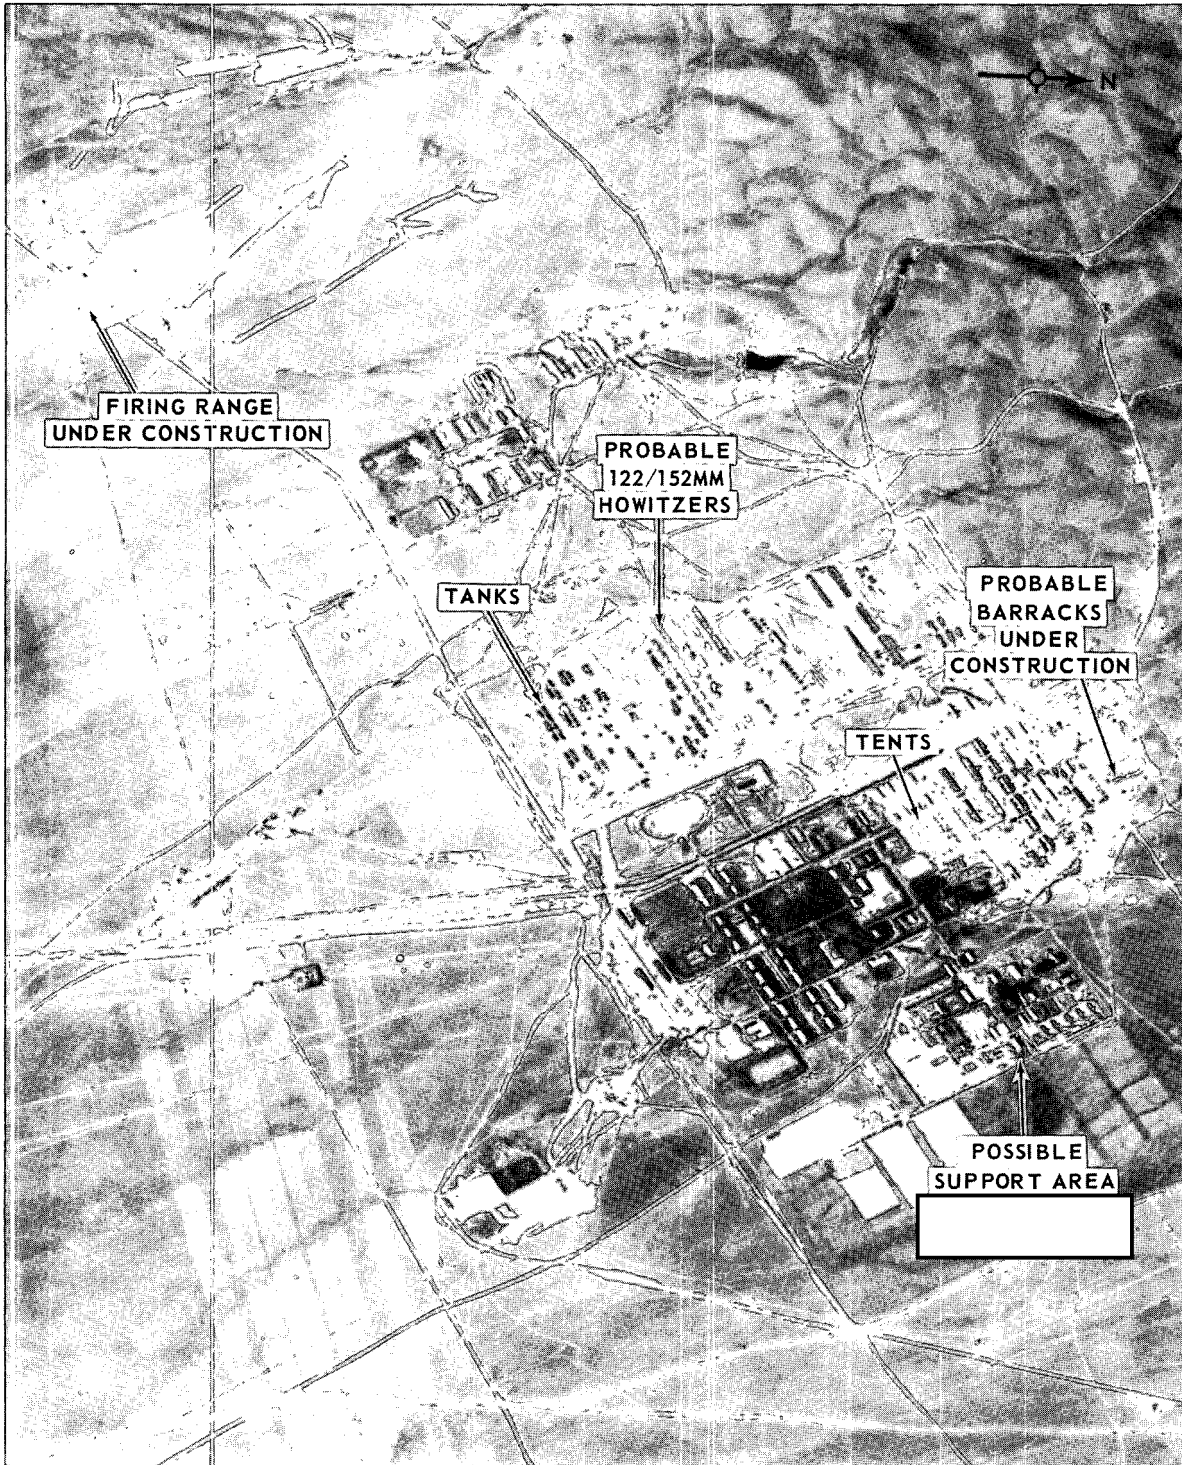 N
FIRING RANGE
UNDER CONSTRUCTION
PROBABLE
122/152MM
HOWITZERS
TANKS
PROBABLE
BARRACKS
UNDER
CONSTRUCTION
TENTS
POSSIBLE
SUPPORT AREA